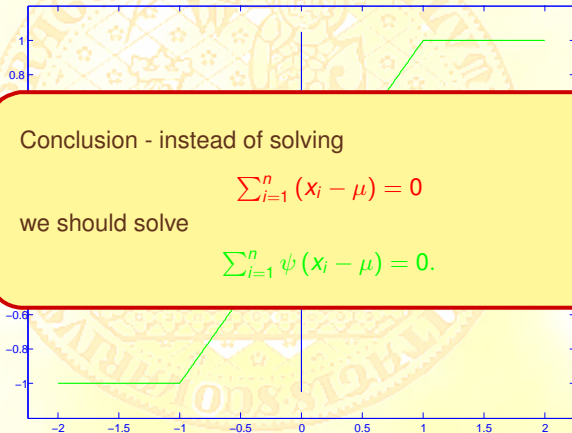 1
0.8
Conclusion - instead of solving
∑ⁿᵢ₌₁ (xᵢ − μ) = 0
we should solve
∑ⁿᵢ₌₁ ψ (xᵢ − μ) = 0.
−0.6
−0.8
−1
−2 −1.5 −1 −0.5 0 0.5 1 1.5 2